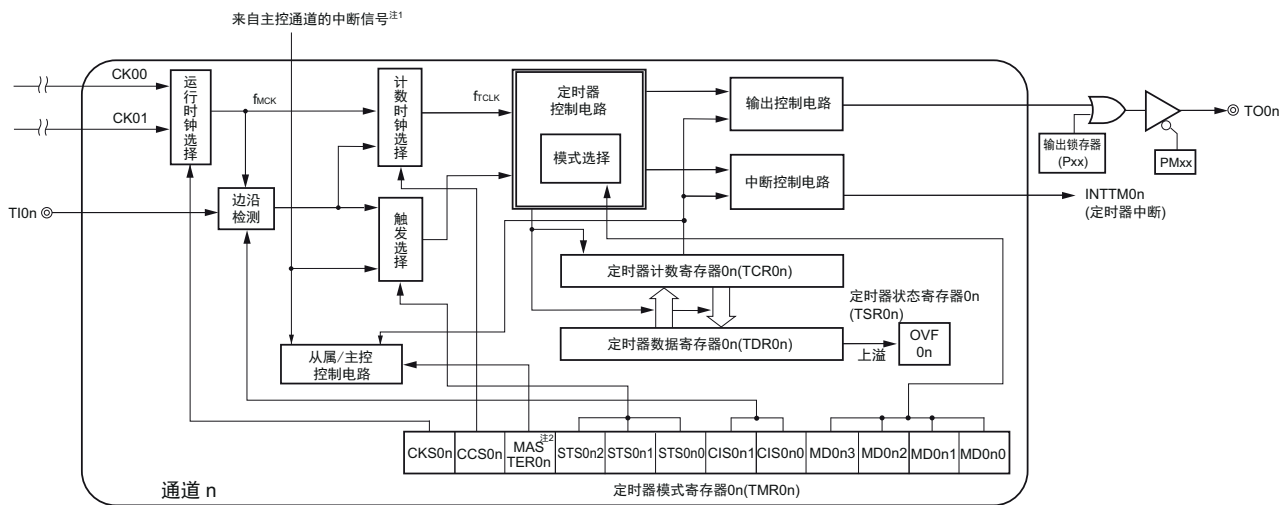 来自主控通道的中断信号注1
CK00
CK01
运行时钟选择
fMCK
计数时钟选择
fTCLK
定时器
控制电路
模式选择
输出控制电路
中断控制电路
输出锁存器
(Pxx)
PMxx
TO0n
INTTM0n
(定时器中断)
TI0n
边沿
检测
触发选择
定时器计数寄存器0n(TCR0n)
定时器状态寄存器0n
(TSR0n)
定时器数据寄存器0n(TDR0n)
上溢
OVF
0n
从属/主控
控制电路
CKS0n
CCS0n
MAS注2
TER0n
STS0n2
STS0n1
STS0n0
CIS0n1
CIS0n0
MD0n3
MD0n2
MD0n1
MD0n0
通道 n
定时器模式寄存器0n(TMR0n)